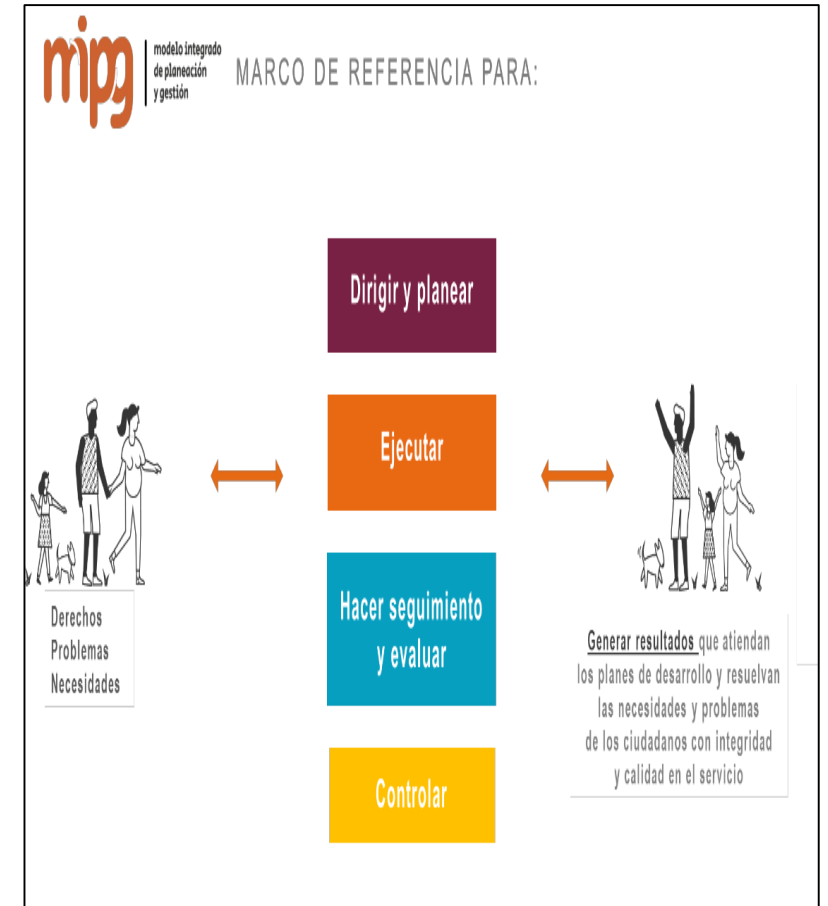 mipg
modelo integrado
de planeación
y gestión
MARCO DE REFERENCIA PARA:
Dirigir y planear
Ejecutar
Hacer seguimiento
y evaluar
Controlar
Derechos
Problemas
Necesidades
Generar resultados que atiendan
los planes de desarrollo y resuelvan
las necesidades y problemas
de los ciudadanos con integridad
y calidad en el servicio